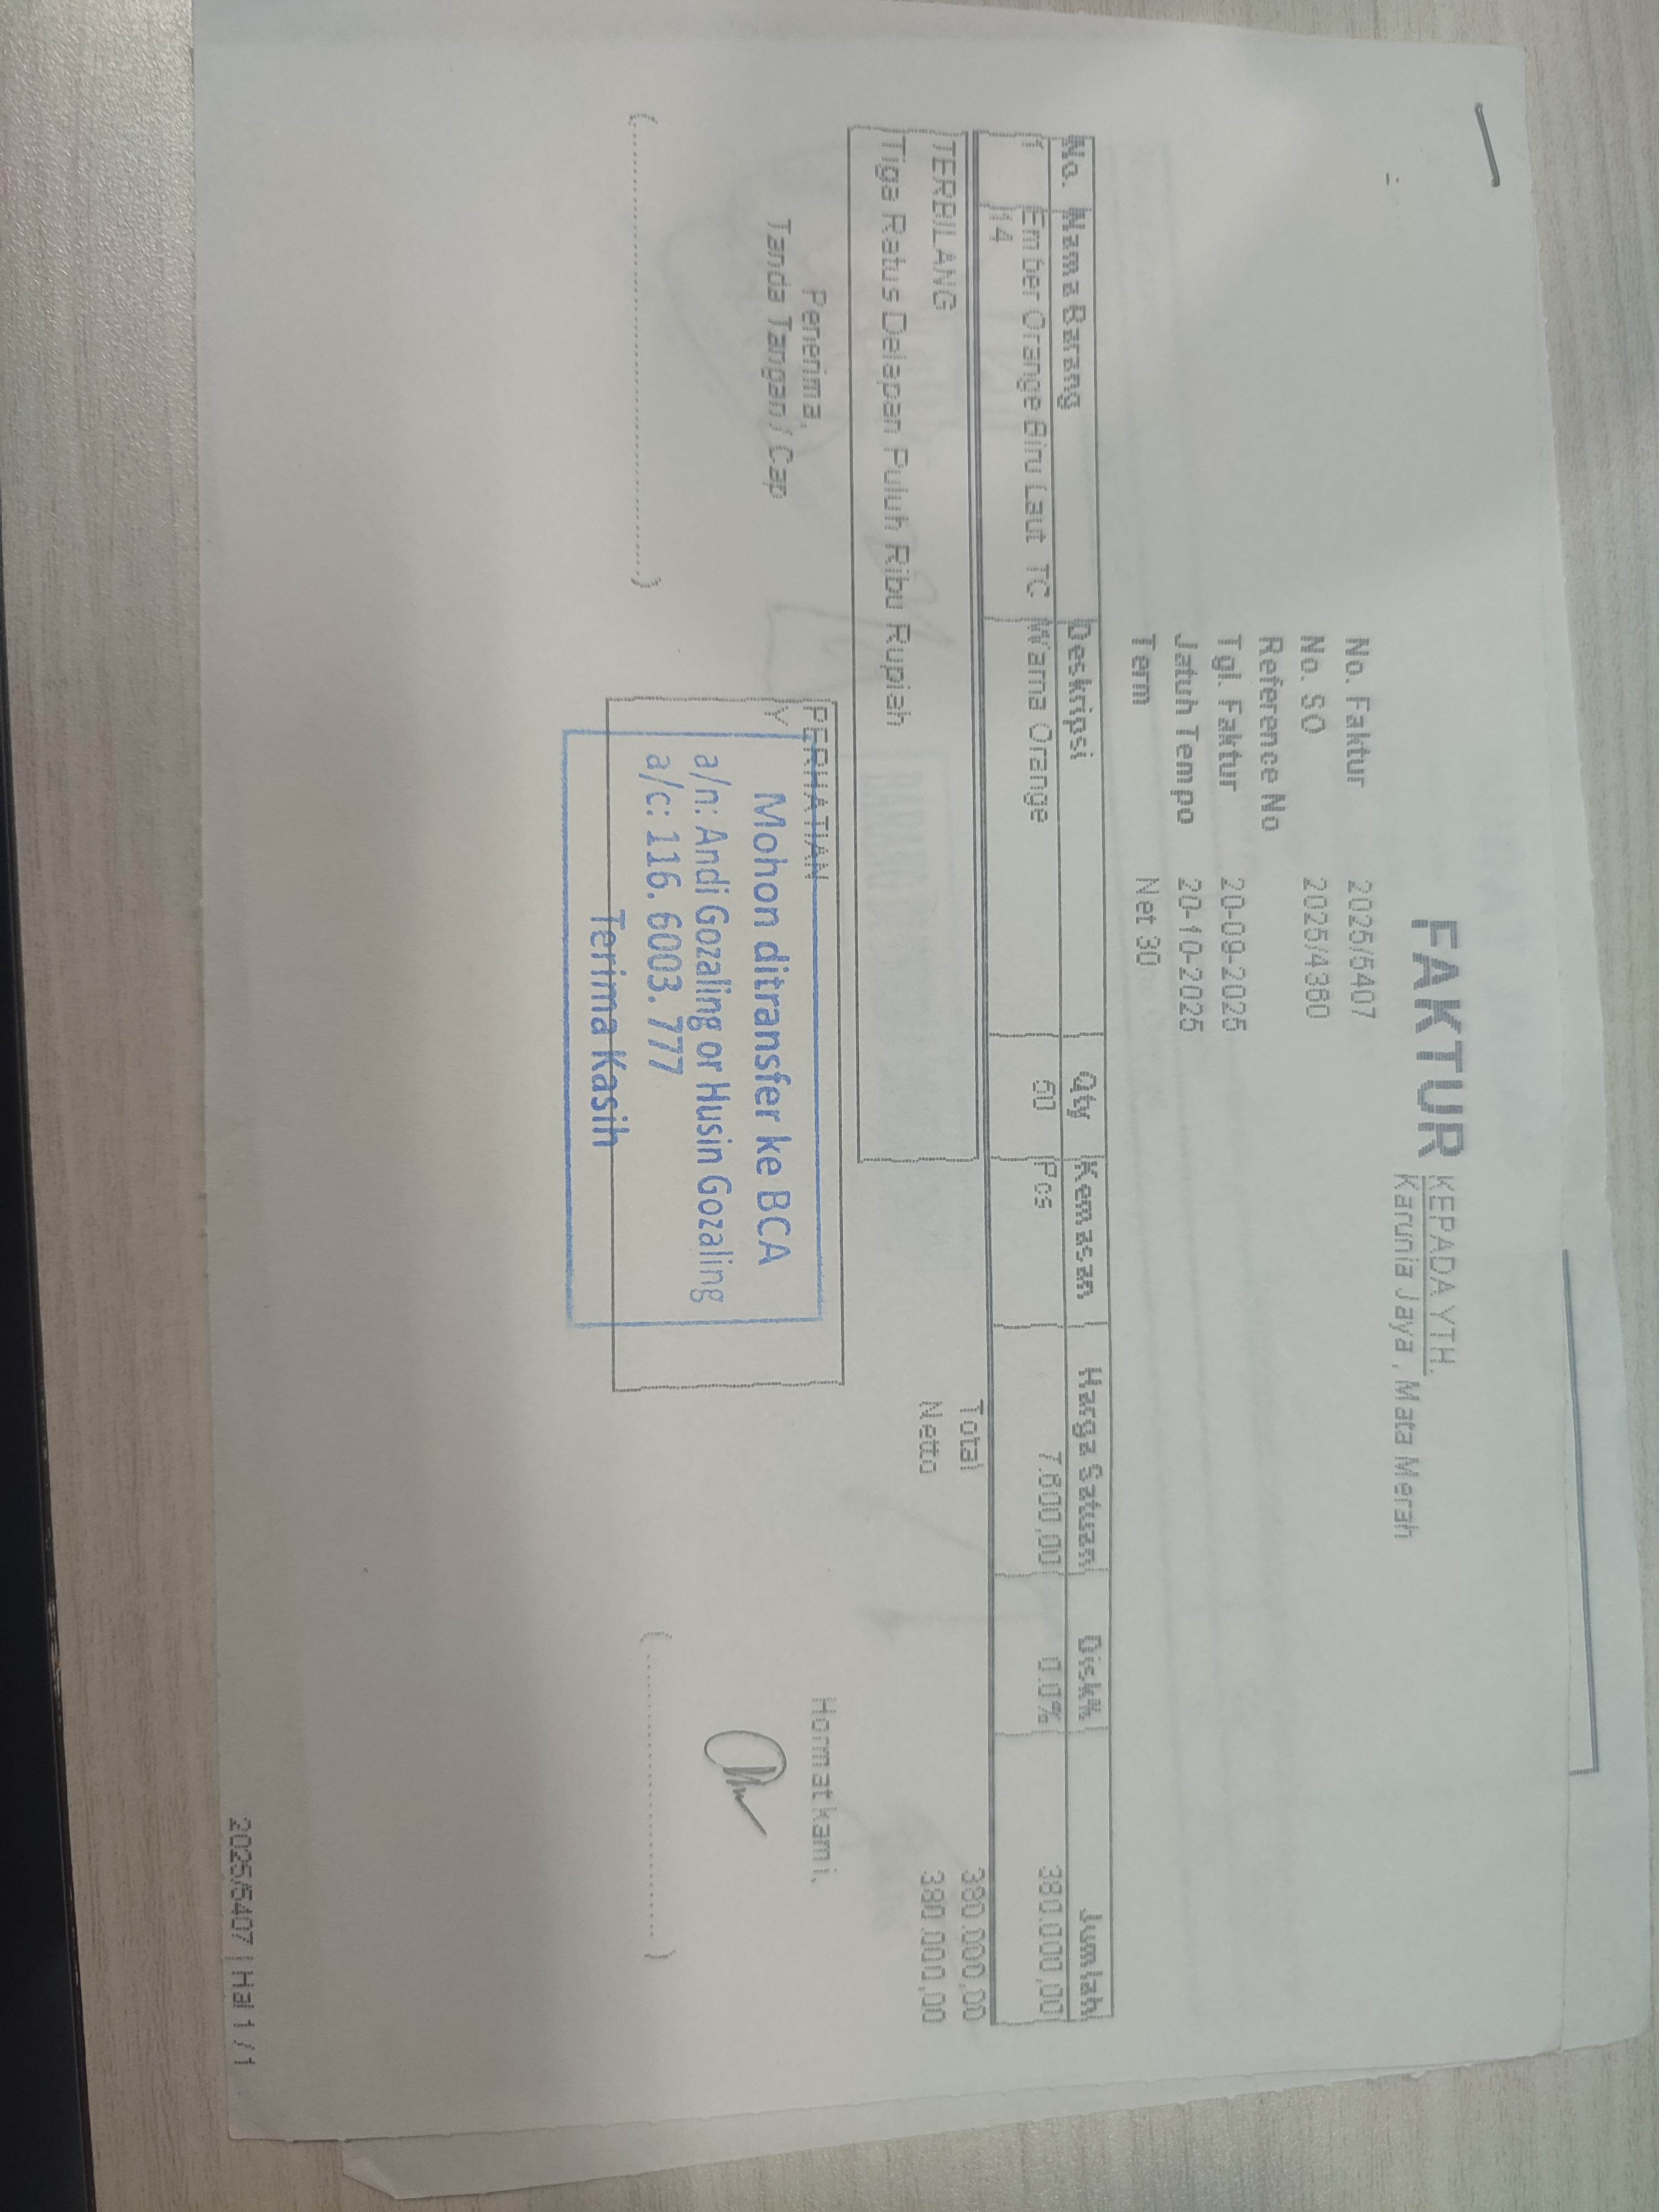 FAKTUR
KEPADA YTH.
Karunia Jaya , Mata Merah
No. Faktur 2025/5407
No. SO
Reference No
Tgl. Faktur 20-09-2025
Jatuh Tempo 20-10-2025
Term Net 30
No. Nama Barang Deskripsi Qty Kemasan Harga Satuan Disk% Jumlah
1 Ember Orange Biru Laut TC Warna Orange 50 Pcs 7.600,00 0.0% 380.000,00
14
TERBILANG
Tiga Ratus Delapan Puluh Ribu Rupiah
Total 380.000,00
Netto 380.000,00
Penerima,
Tanda Tangan / Cap
(..........................................)
PERHATIAN
Y
Mohon ditransfer ke BCA
a/n: Andi Gozaling or Husin Gozaling
a/c: 116. 6003. 777
Terima Kasih
Hormat kami,
(..............................)
2025/5407 | Hal 1 / 1